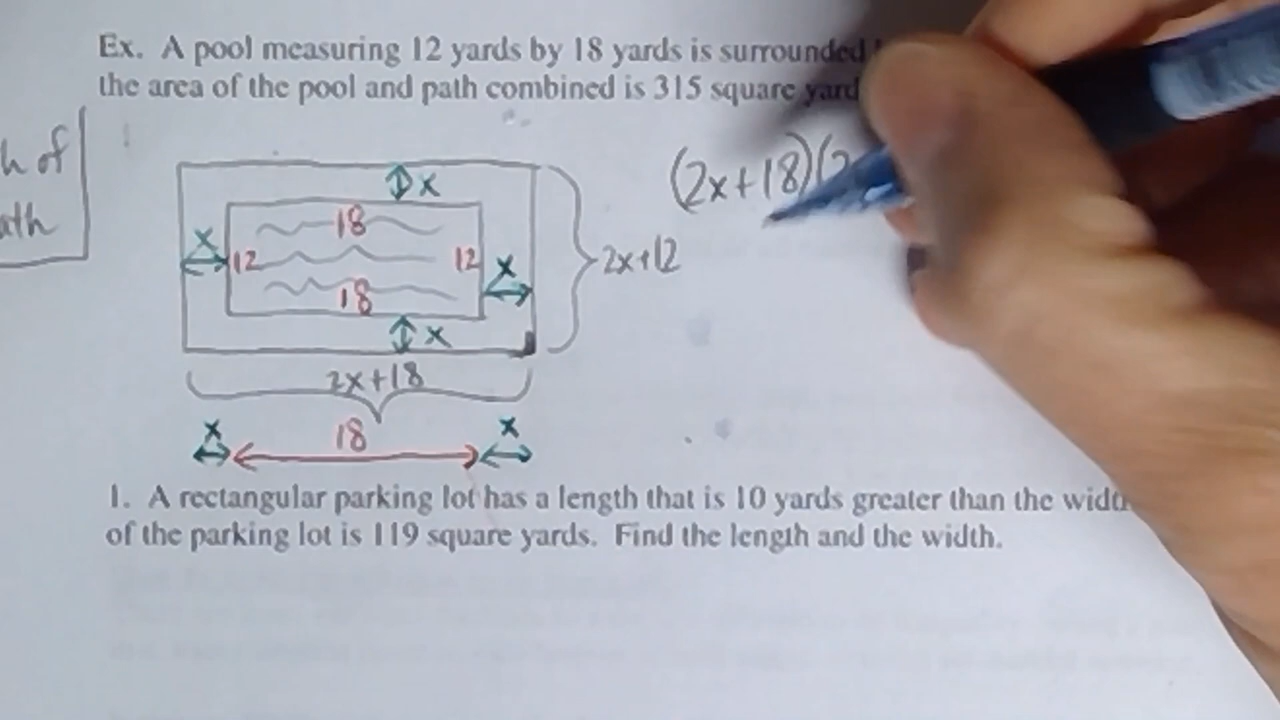 Ex. A pool measuring 12 yards by 18 yards is surrounded
the area of the pool and path combined is 315 square yard
h of
ath
x
18
x
12
12
x
18
x
2x+12
(2x+18)(2
2x+18
x
18
x
1. A rectangular parking lot has a length that is 10 yards greater than the width
of the parking lot is 119 square yards. Find the length and the width.